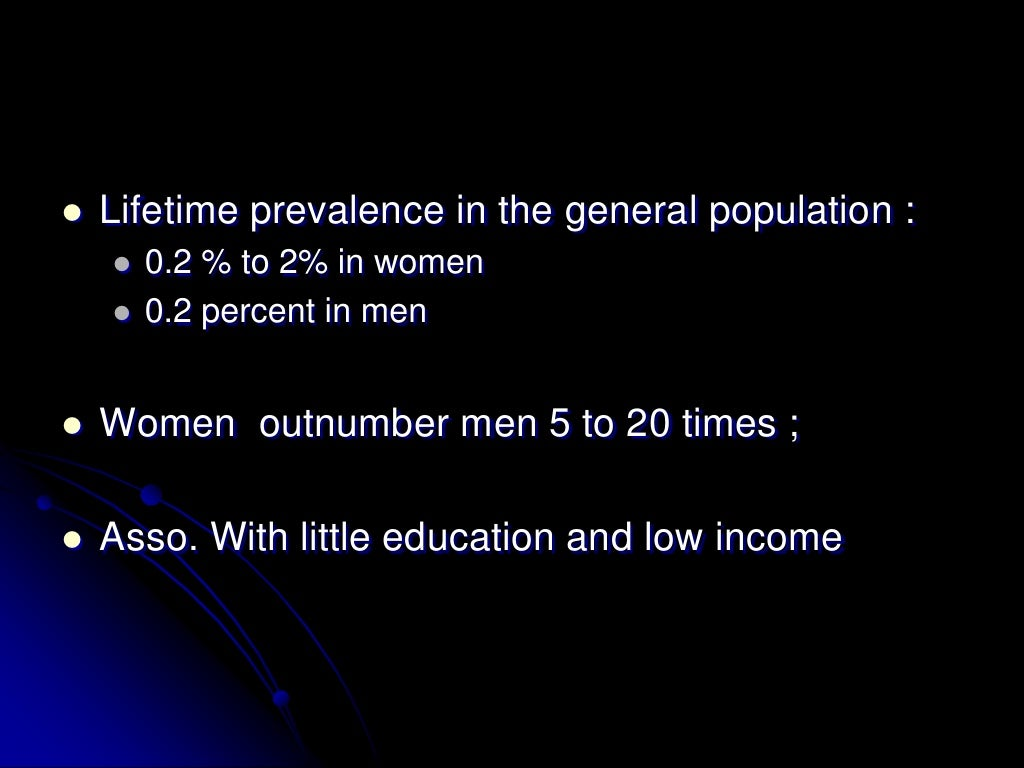 Lifetime prevalence in the general population :
0.2 % to 2% in women
0.2 percent in men
Women  outnumber men 5 to 20 times ;
Asso. With little education and low income